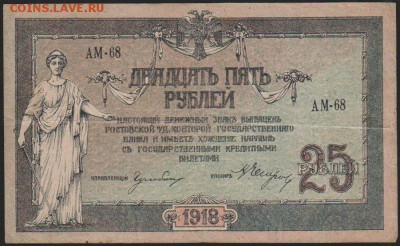 COINS.LAVE.RU
АМ-68
ДВАДЦАТЬ ПЯТЬ
РУБЛЕЙ
АМ-68
НАСТОЯЩІЙ ДЕНЕЖНЫЙ ЗНАКЪ ВЫПУЩЕНЪ
РОСТОВСКОЙ н/Д. КОНТОРОЙ ГОСУДАРСТВЕННАГО
БАНКА И ИМѢЕТЪ ХОЖДЕНІЕ НАРАВНѢ
СЪ ГОСУДАРСТВЕННЫМИ КРЕДИТНЫМИ
БИЛЕТАМИ
УПРАВЛЯЮЩІЙ
КАССИРЪ
25
РУБЛЕЙ
1918